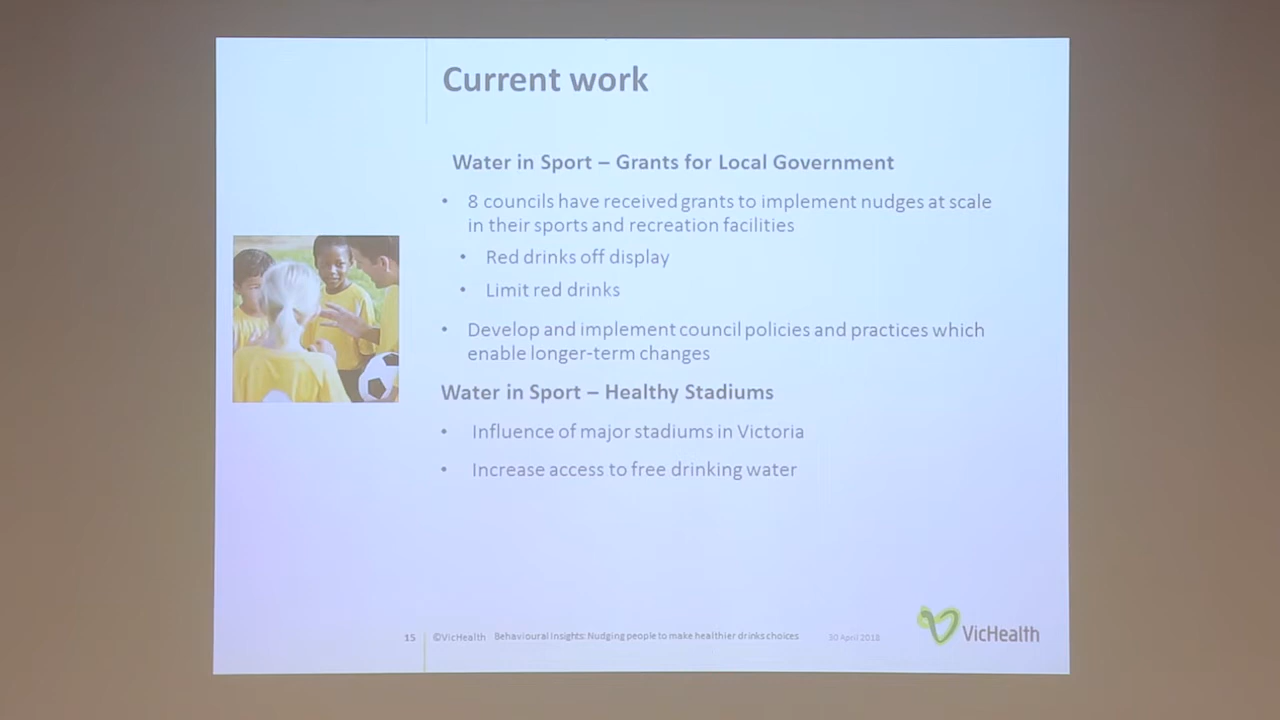 Current work
Water in Sport – Grants for Local Government
• 8 councils have received grants to implement nudges at scale
in their sports and recreation facilities
• Red drinks off display
• Limit red drinks
• Develop and implement council policies and practices which
enable longer-term changes
Water in Sport – Healthy Stadiums
• Influence of major stadiums in Victoria
• Increase access to free drinking water
15 ©VicHealth Behavioural Insights: Nudging people to make healthier drinks choices 30 April 2018
VicHealth